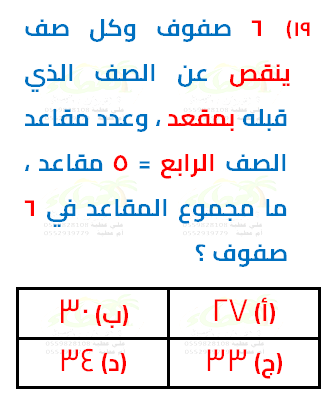 ١٩) ٦ صفوف وكل صف
ينقص عن الصف الذي
قبله بمقعد ، وعدد مقاعد
الصف الرابع = ٥ مقاعد ،
ما مجموع المقاعد في ٦
صفوف ؟
(أ) ٢٧ (ب) ٣٠
(ج) ٣٣ (د) ٣٤